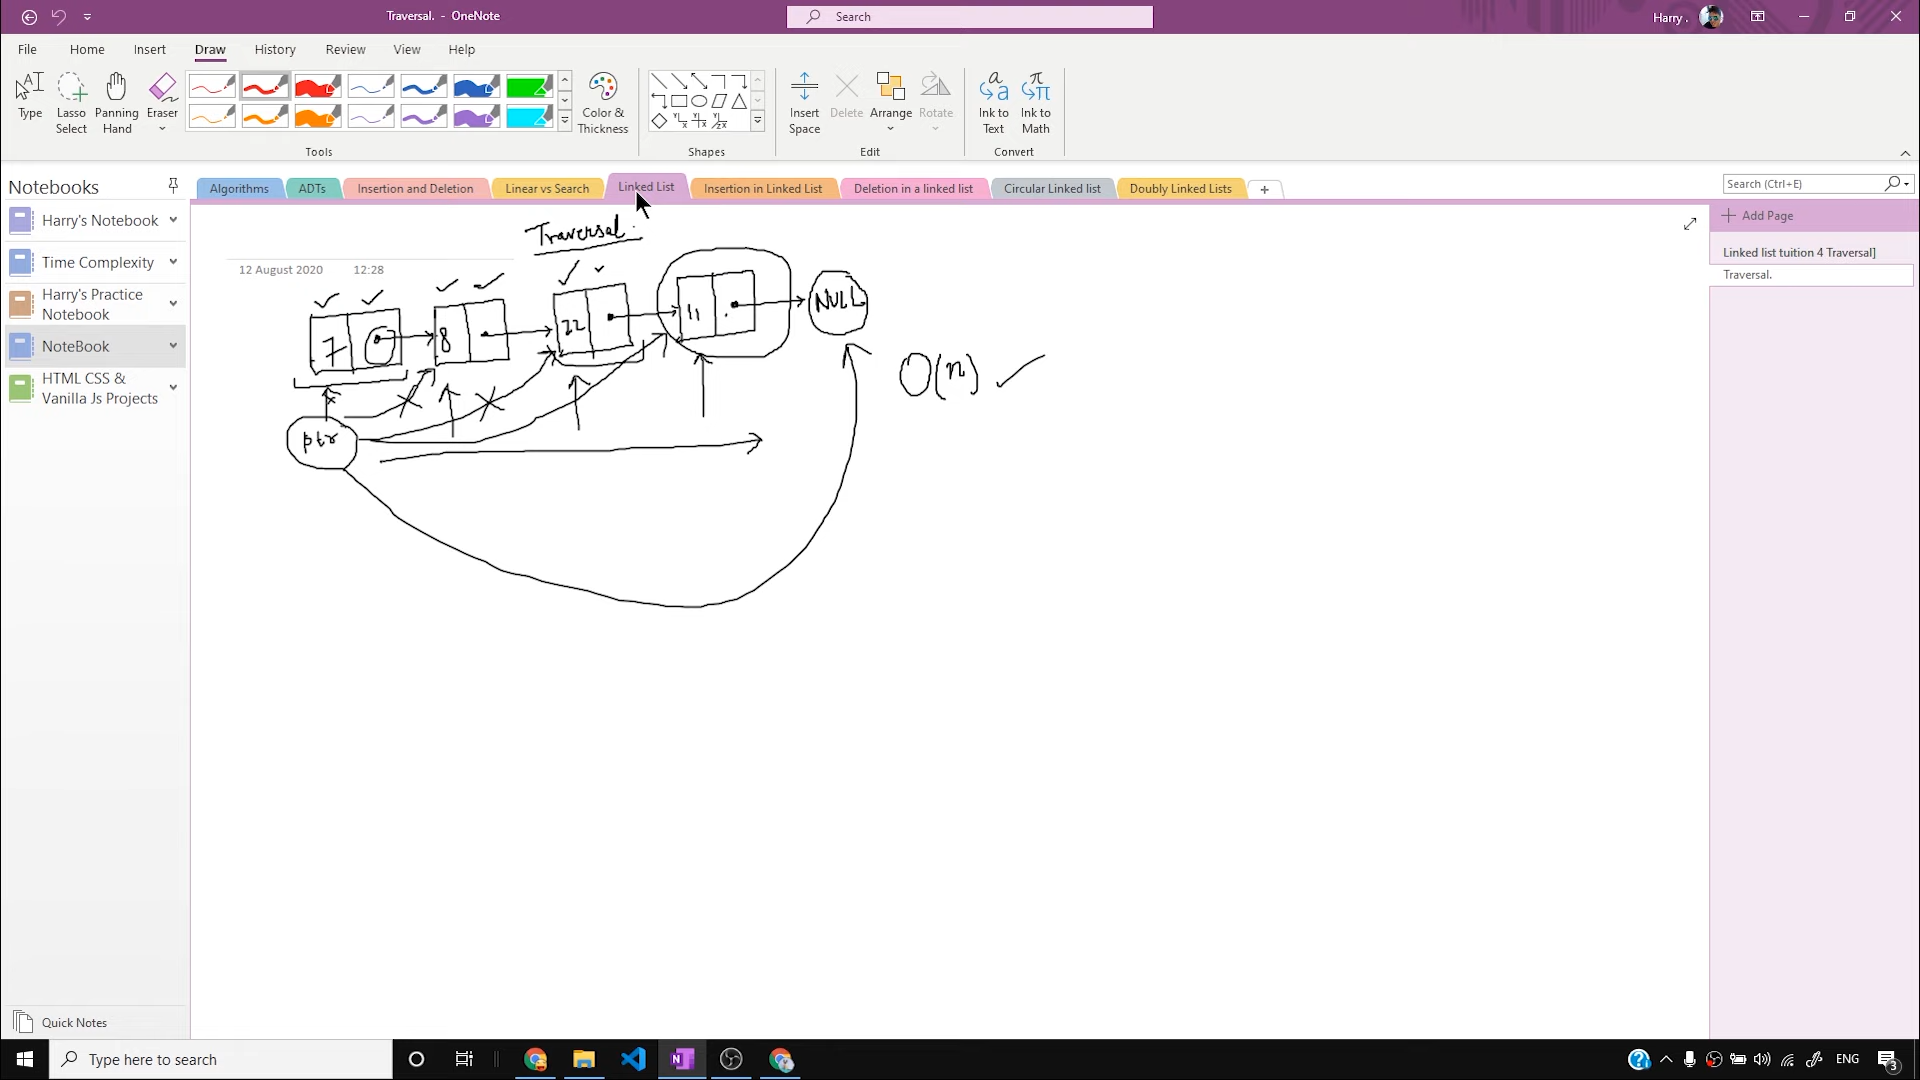 Traversal. - OneNote
Search
Harry .
File Home Insert Draw History Review View Help
Type
Lasso Select
Panning Hand
Eraser
Color & Thickness
Insert Space
Delete
Arrange
Rotate
a Ink to Text
π Ink to Math
Tools
Shapes
Edit
Convert
Notebooks
Algorithms ADTs Insertion and Deletion Linear vs Search Linked List Insertion in Linked List Deletion in a linked list Circular Linked list Doubly Linked Lists +
Search (Ctrl+E)
Harry's Notebook
Time Complexity
Harry's Practice Notebook
NoteBook
HTML CSS & Vanilla Js Projects
Quick Notes
Add Page
Linked list tuition 4 Traversal]
Traversal.
Traversal.
12 August 2020 12:28
7 8 22 11 NULL
O(n)
ptr
Type here to search
ENG
3